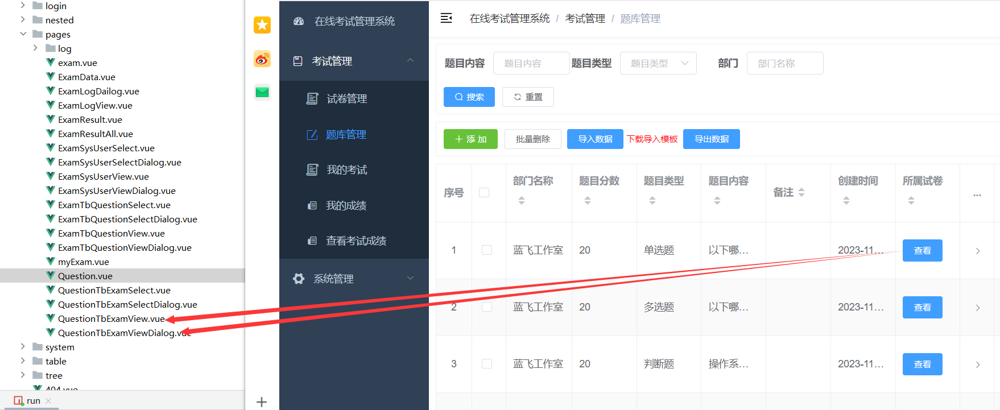 login
nested
pages
log
exam.vue
ExamData.vue
ExamLogDailog.vue
ExamLogView.vue
ExamResult.vue
ExamResultAll.vue
ExamSysUserSelect.vue
ExamSysUserSelectDialog.vue
ExamSysUserView.vue
ExamSysUserViewDialog.vue
ExamTbQuestionSelect.vue
ExamTbQuestionSelectDialog.vue
ExamTbQuestionView.vue
ExamTbQuestionViewDialog.vue
myExam.vue
Question.vue
QuestionTbExamSelect.vue
QuestionTbExamSelectDialog.vue
QuestionTbExamView.vue
QuestionTbExamViewDialog.vue
system
table
tree
404.vue
run
在线考试管理系统
考试管理
试卷管理
题库管理
我的考试
我的成绩
查看考试成绩
系统管理
在线考试管理系统 / 考试管理 / 题库管理
题目内容 题目内容 题目类型 题目类型 部门 部门名称
搜索 重置
添加 批量删除 导入数据 下载导入模板 导出数据
序号 部门名称 题目分数 题目类型 题目内容 备注 创建时间 所属试卷 ...
1 蓝飞工作室 20 单选题 以下哪... 2023-11... 查看
2 蓝飞工作室 20 多选题 以下哪... 2023-11... 查看
3 蓝飞工作室 20 判断题 操作系... 2023-11... 查看